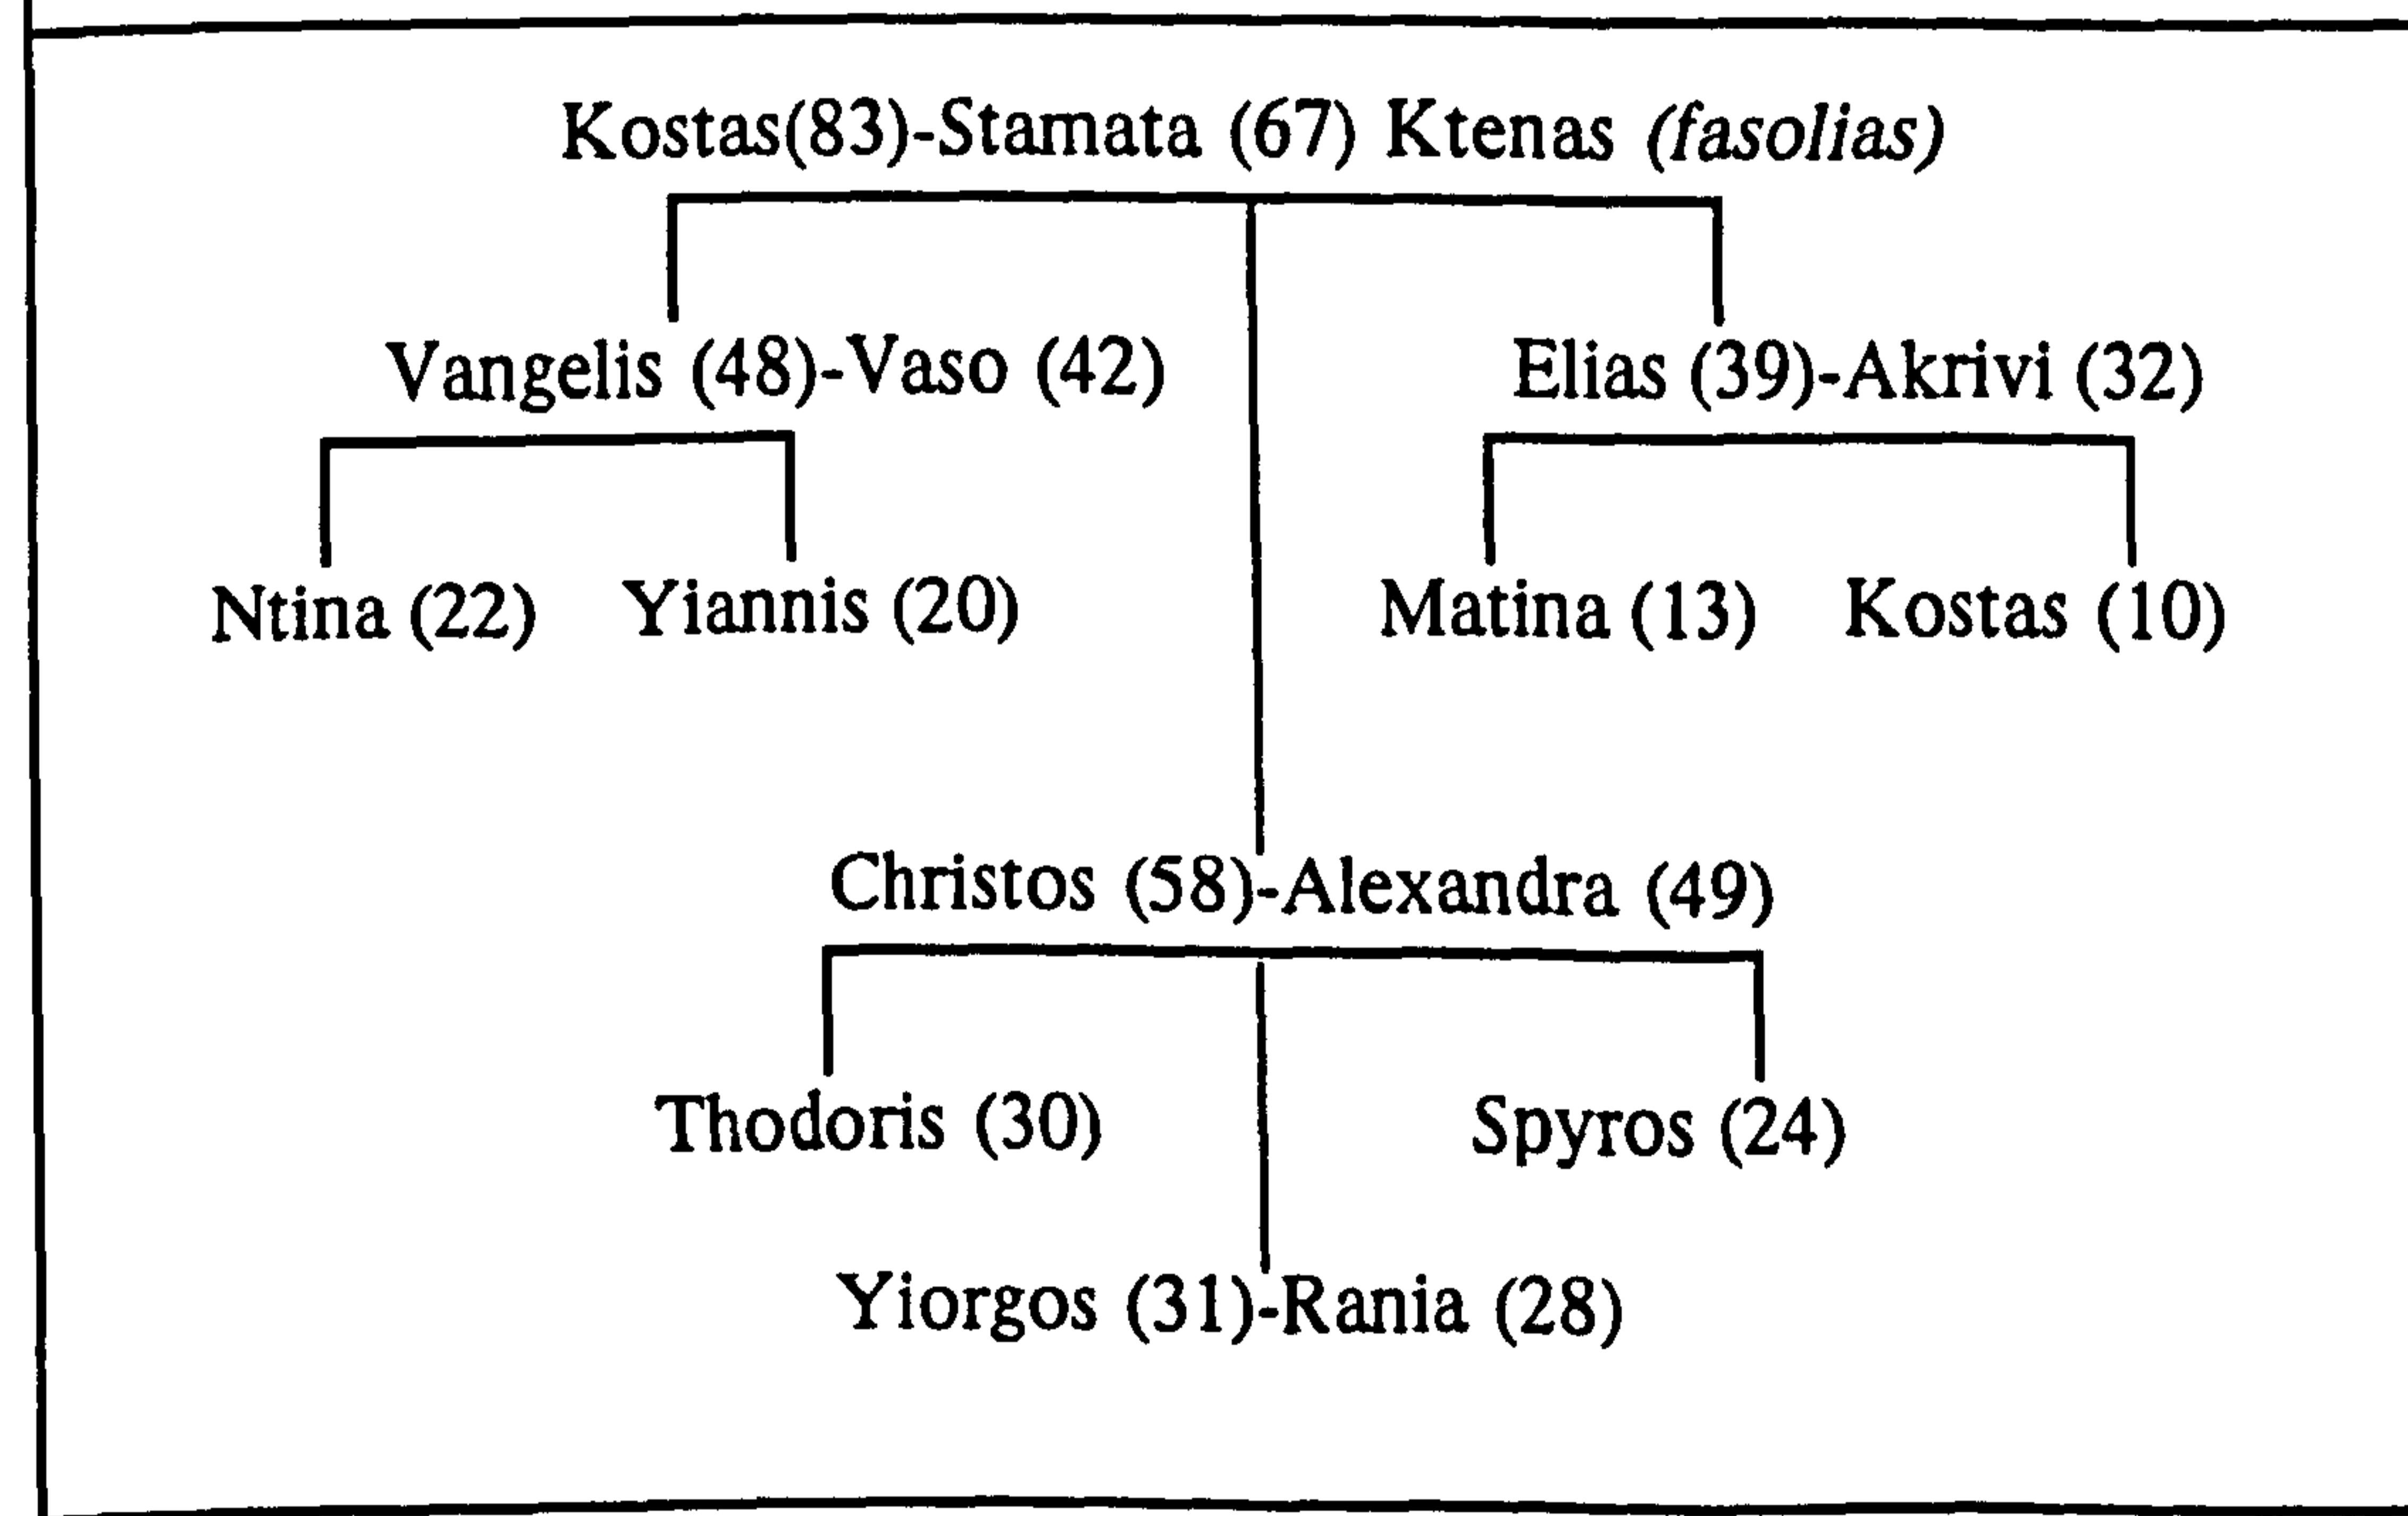 Kostas(83)-Stamata (67) Ktenas (fasolias)
Vangelis (48)-Vaso (42) Elias (39)-Akrivi (32)
Ntina (22) Yiannis (20) Matina (13) Kostas (10)
Christos (58)-Alexandra (49)
Thodoris (30) Spyros (24)
Yiorgos (31)-Rania (28)